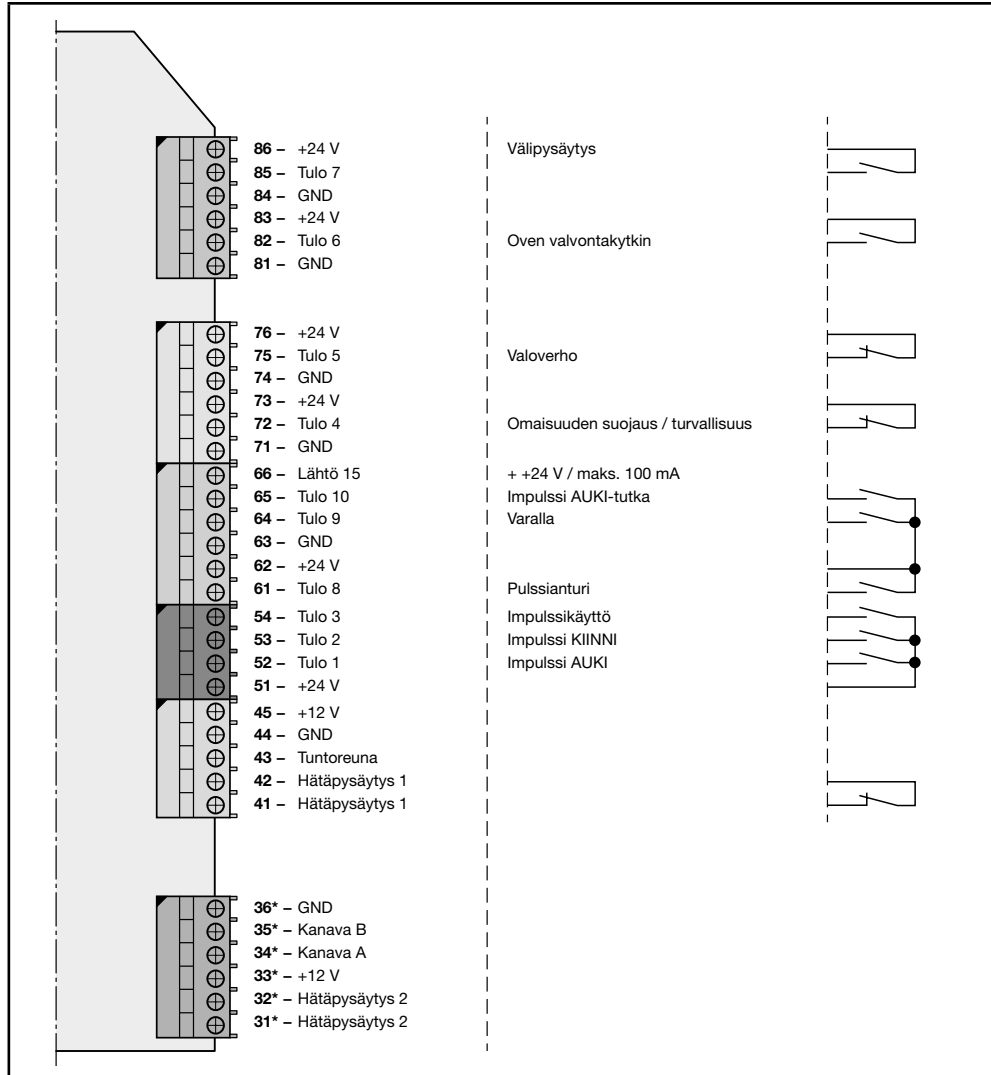 86 – +24 V Välipysäytys
85 – Tulo 7
84 – GND
83 – +24 V
82 – Tulo 6 Oven valvontakytkin
81 – GND
76 – +24 V
75 – Tulo 5 Valoverho
74 – GND
73 – +24 V
72 – Tulo 4 Omaisuuden suojaus / turvallisuus
71 – GND
66 – Lähtö 15 + +24 V / maks. 100 mA
65 – Tulo 10 Impulssi AUKI-tutka
64 – Tulo 9 Varalla
63 – GND
62 – +24 V
61 – Tulo 8 Pulssianturi
54 – Tulo 3 Impulssikäyttö
53 – Tulo 2 Impulssi KIINNI
52 – Tulo 1 Impulssi AUKI
51 – +24 V
45 – +12 V
44 – GND
43 – Tuntoreuna
42 – Hätäpysäytys 1
41 – Hätäpysäytys 1
36* – GND
35* – Kanava B
34* – Kanava A
33* – +12 V
32* – Hätäpysäytys 2
31* – Hätäpysäytys 2